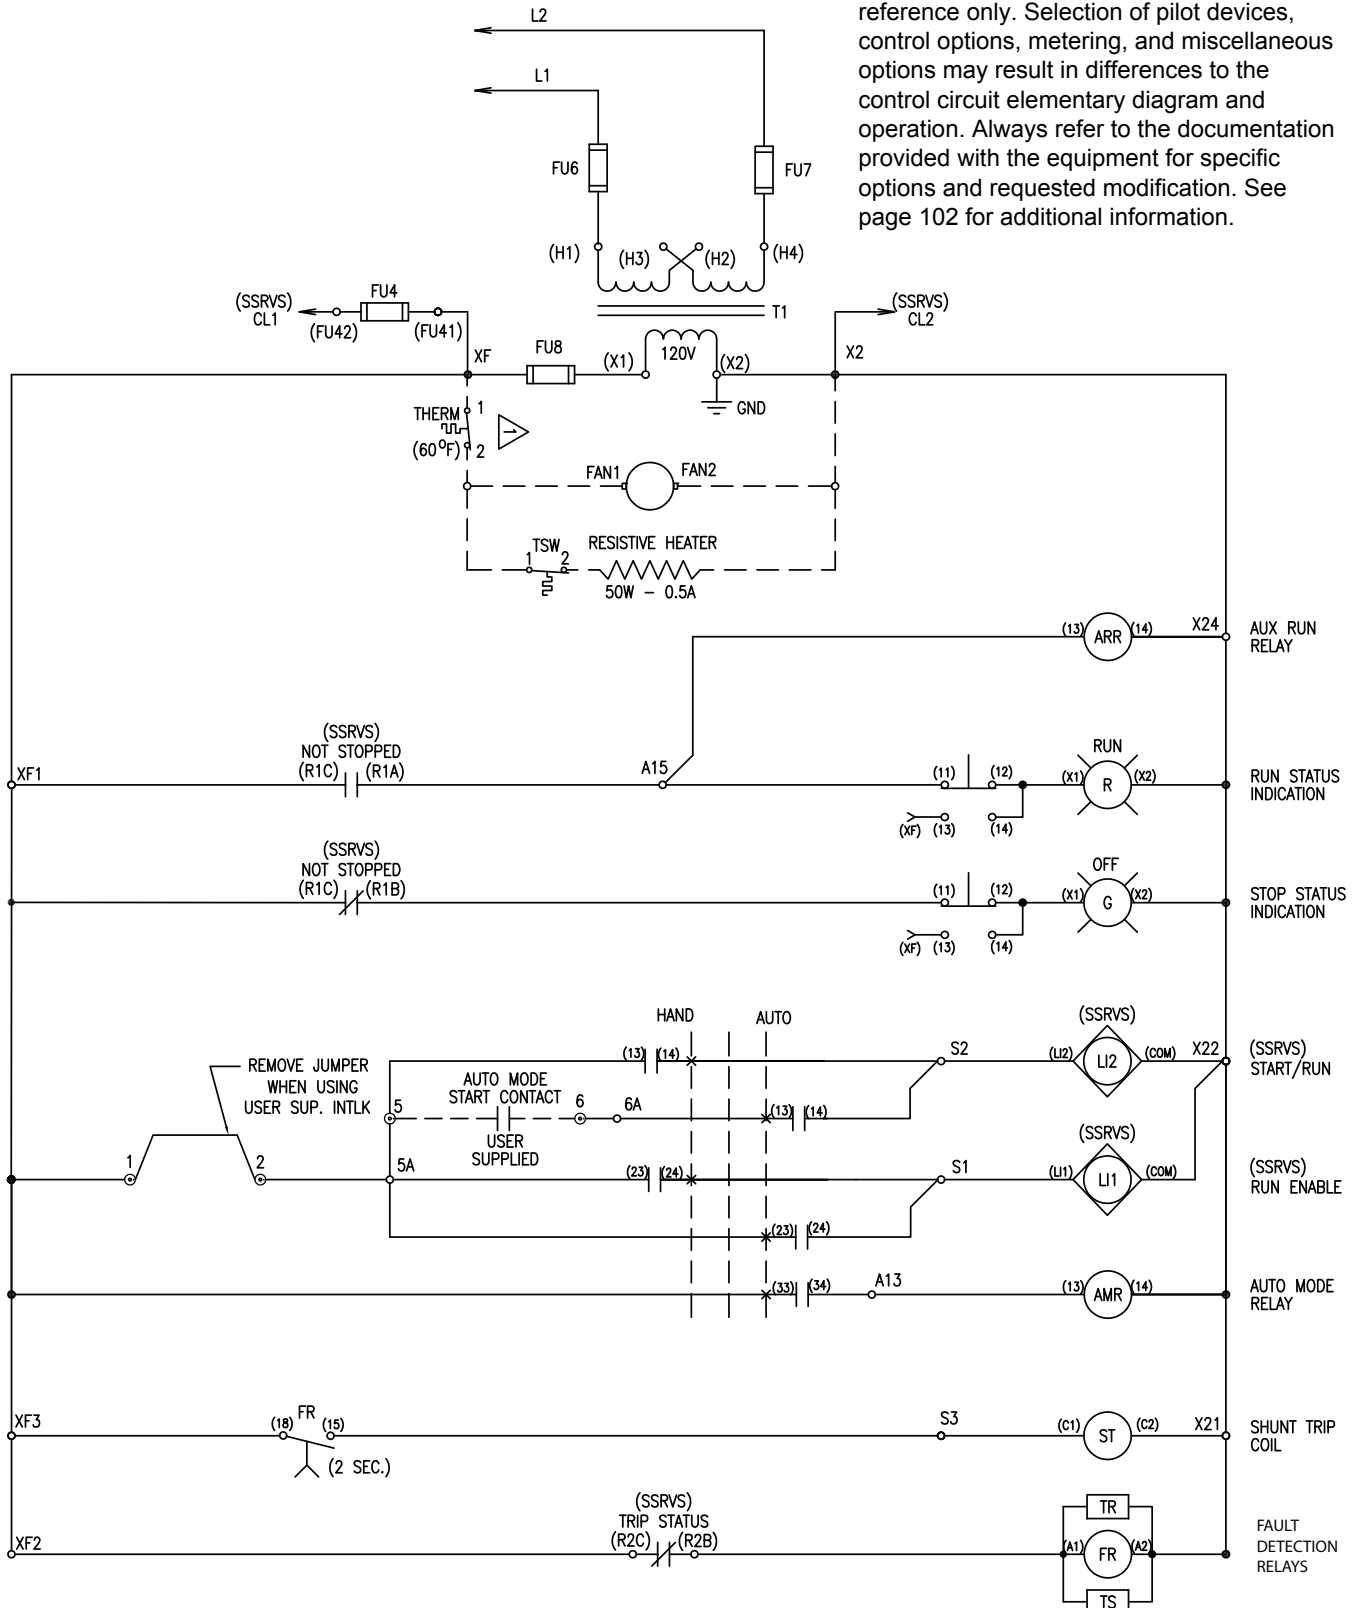 reference only. Selection of pilot devices,
control options, metering, and miscellaneous
options may result in differences to the
control circuit elementary diagram and
operation. Always refer to the documentation
provided with the equipment for specific
options and requested modification. See
page 102 for additional information.
L2
L1
FU6
FU7
(H1)
(H3)
(H2)
(H4)
T1
(SSRVS)
CL1
FU4
(FU42)
(FU41)
(SSRVS)
CL2
XF
FU8
(X1)
120V
(X2)
X2
GND
THERM
1
(60°F)
2
1
FAN1
FAN2
TSW
1
2
RESISTIVE HEATER
50W – 0.5A
(13)
ARR
(14)
X24
AUX RUN
RELAY
(SSRVS)
NOT STOPPED
(R1C)
(R1A)
XF1
A15
(11)
(12)
(XF)
(13)
(14)
RUN
(X1)
R
(X2)
RUN STATUS
INDICATION
(SSRVS)
NOT STOPPED
(R1C)
(R1B)
(11)
(12)
(XF)
(13)
(14)
OFF
(X1)
G
(X2)
STOP STATUS
INDICATION
HAND
AUTO
REMOVE JUMPER
WHEN USING
USER SUP. INTLK
(13)
(14)
S2
(SSRVS)
(LI2)
LI2
(COM)
X22
(SSRVS)
START/RUN
AUTO MODE
START CONTACT
5
6
6A
USER
SUPPLIED
(13)
(14)
1
2
5A
(23)
(24)
S1
(SSRVS)
(LI1)
LI1
(COM)
(SSRVS)
RUN ENABLE
(23)
(24)
(33)
(34)
A13
(13)
AMR
(14)
AUTO MODE
RELAY
XF3
(18)
FR
(15)
(2 SEC.)
S3
(C1)
ST
(C2)
X21
SHUNT TRIP
COIL
XF2
(SSRVS)
TRIP STATUS
(R2C)
(R2B)
TR
(A1)
FR
(A2)
TS
FAULT
DETECTION
RELAYS